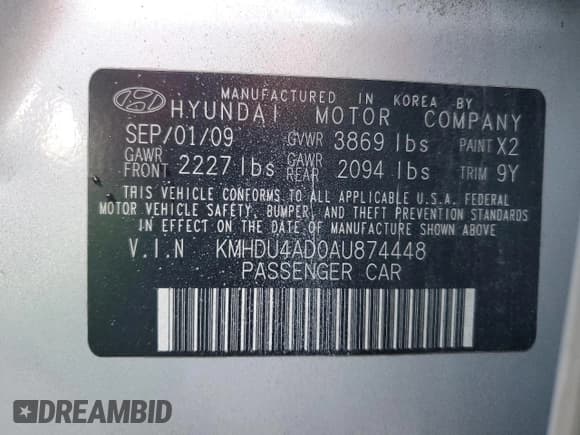 MANUFACTURED IN KOREA BY
HYUNDAI MOTOR COMPANY
SEP/01/09 GVWR 3869 lbs PAINT X2
GAWR FRONT 2227 lbs GAWR REAR 2094 lbs TRIM 9Y
THIS VEHICLE CONFORMS TO ALL APPLICABLE U.S.A. FEDERAL
MOTOR VEHICLE SAFETY, BUMPER, AND THEFT PREVENTION STANDARDS
IN EFFECT ON THE DATE OF MANUFACTURE SHOWN ABOVE.
V.I.N KMHDU4AD0AU874448
PASSENGER CAR
DREAMBID